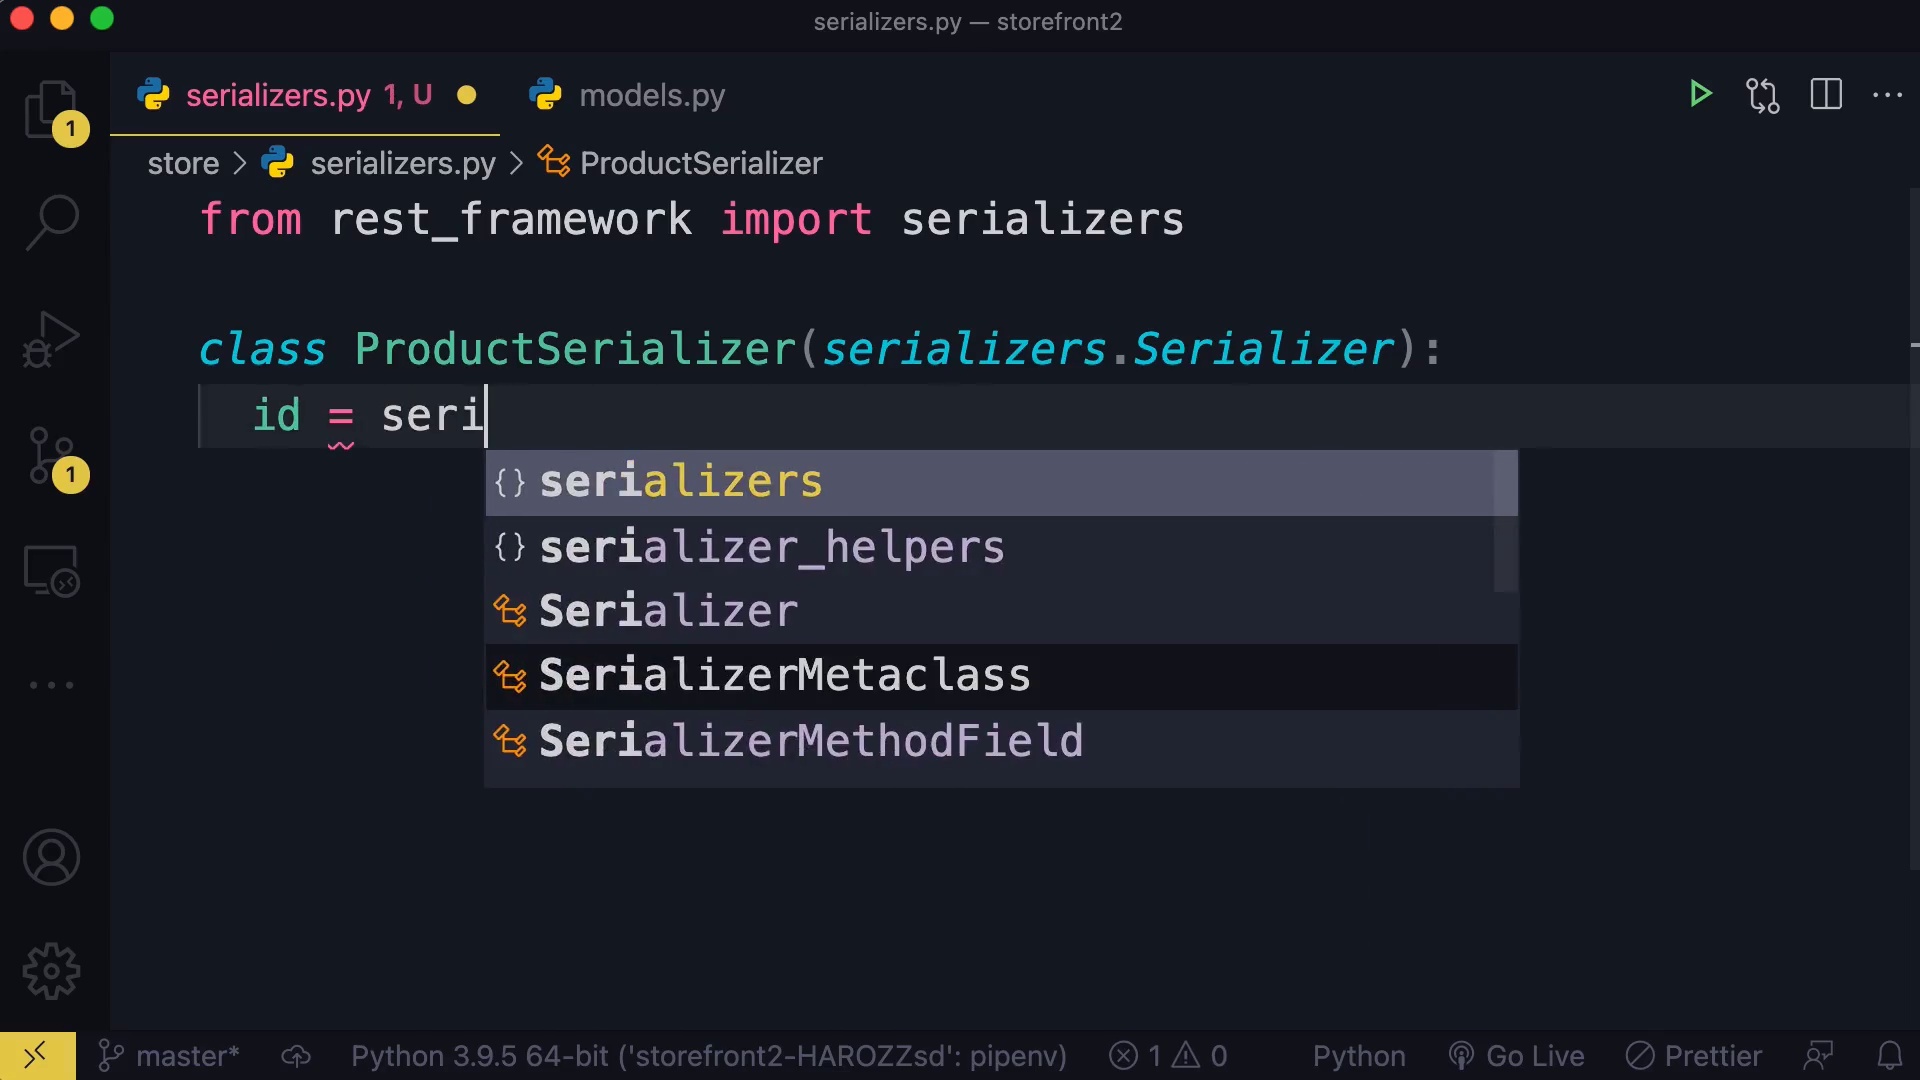 serializers.py — storefront2
serializers.py 1, U models.py
store > serializers.py > ProductSerializer
from rest_framework import serializers
class ProductSerializer(serializers.Serializer):
id = seri
serializers
serializer_helpers
Serializer
SerializerMetaclass
SerializerMethodField
1
1
master* Python 3.9.5 64-bit ('storefront2-HAROZZsd': pipenv) 1 0 Python Go Live Prettier